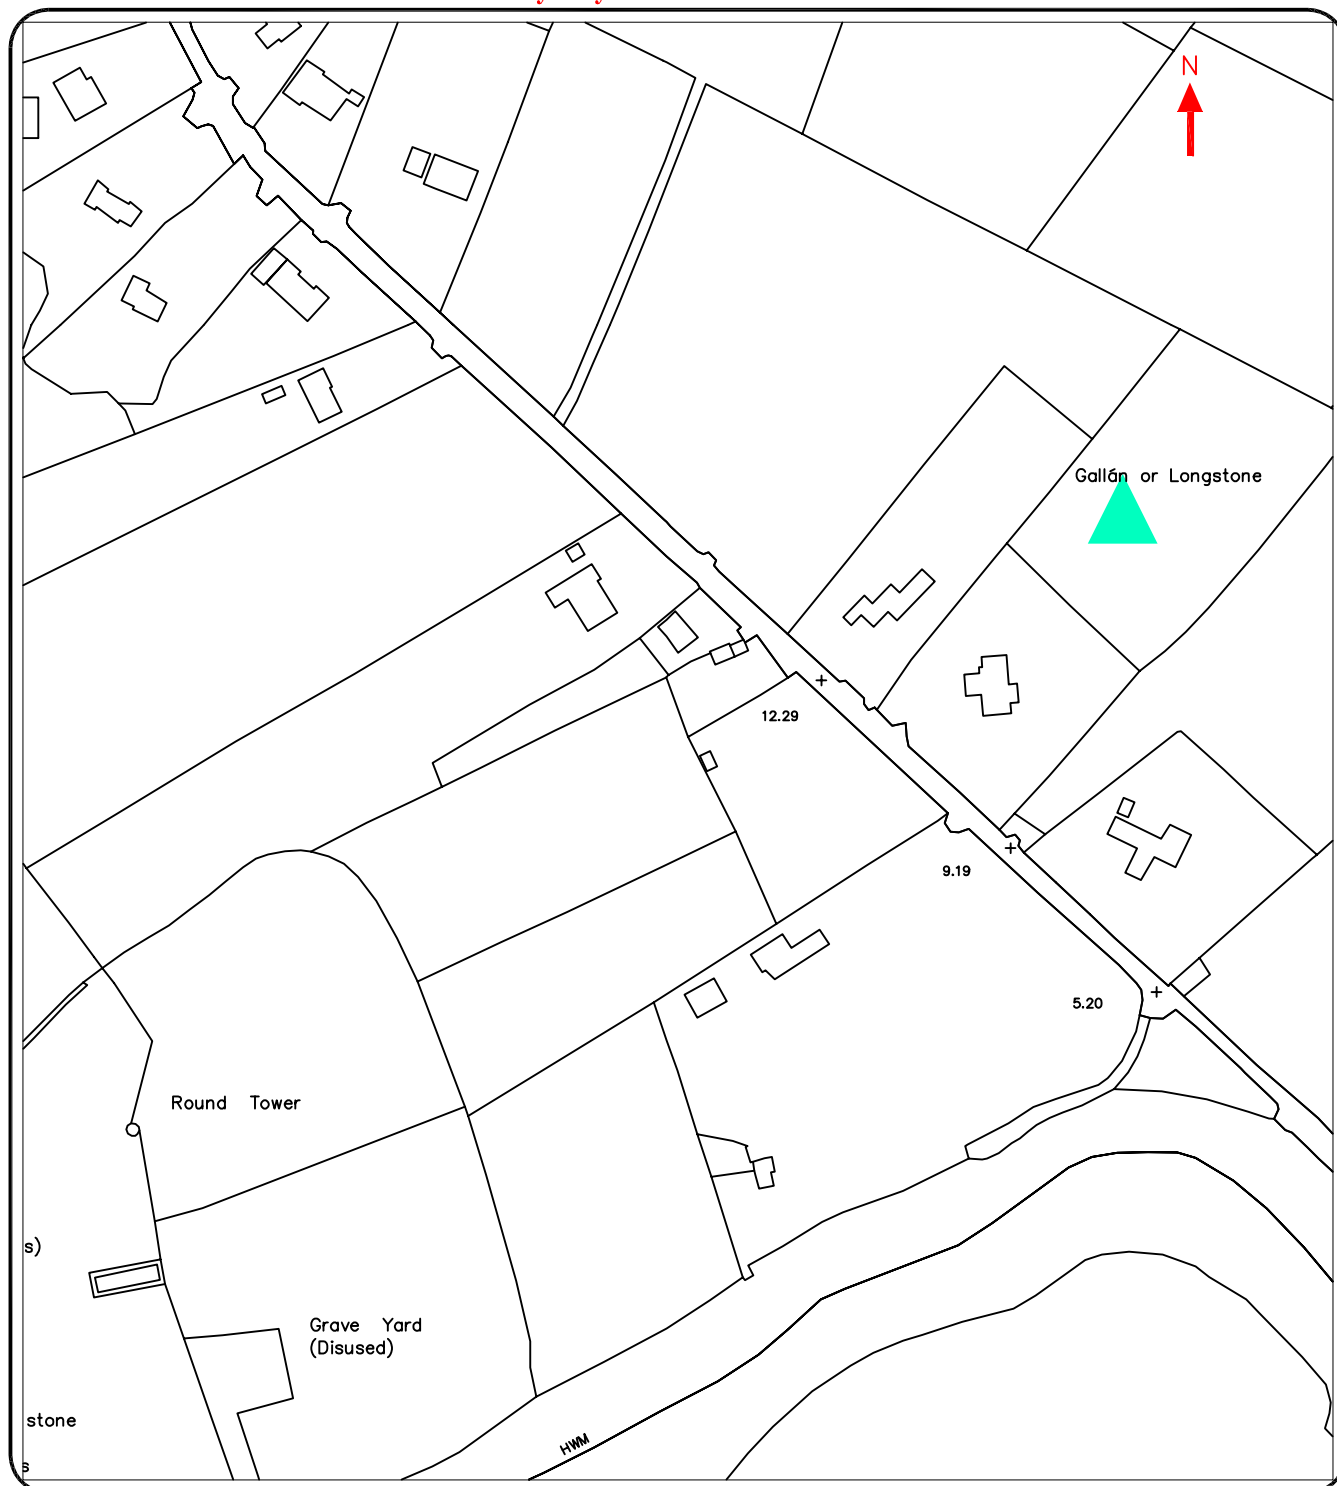 N
Gallán or Longstone
12.29
9.19
5.20
Round Tower
s)
Grave Yard
(Disused)
stone
HWM
s